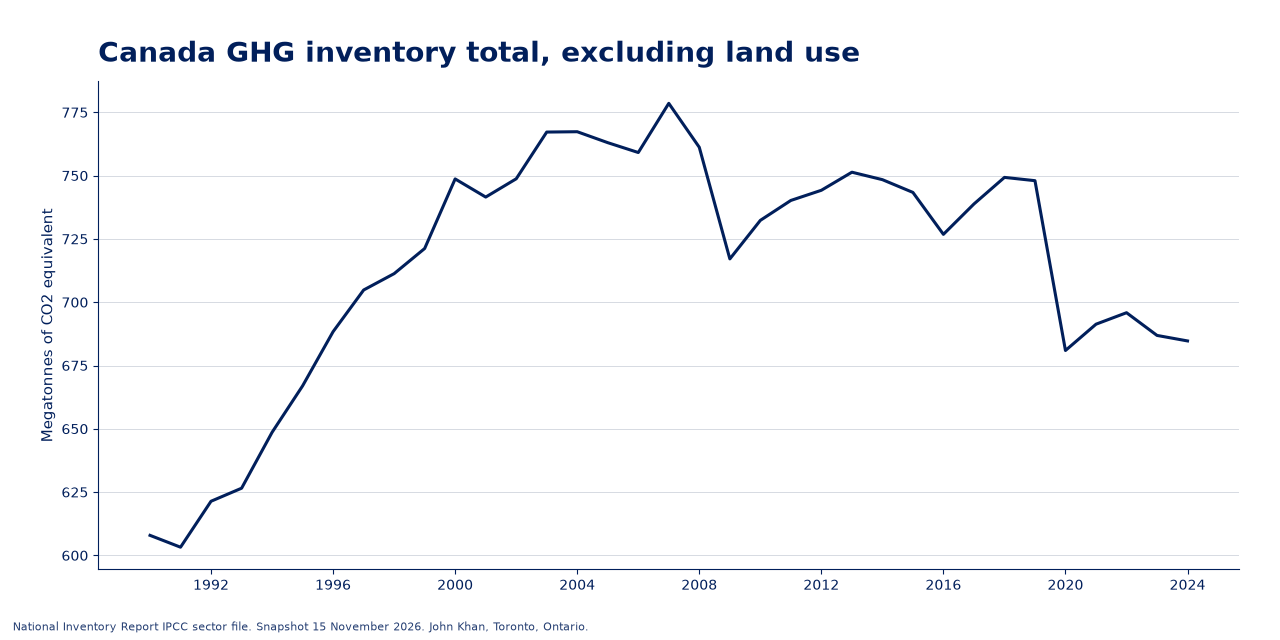 Canada GHG inventory total, excluding land use
Megatonnes of CO2 equivalent
775
750
725
700
675
650
625
600
1992 1996 2000 2004 2008 2012 2016 2020 2024
National Inventory Report IPCC sector file. Snapshot 15 November 2026. John Khan, Toronto, Ontario.